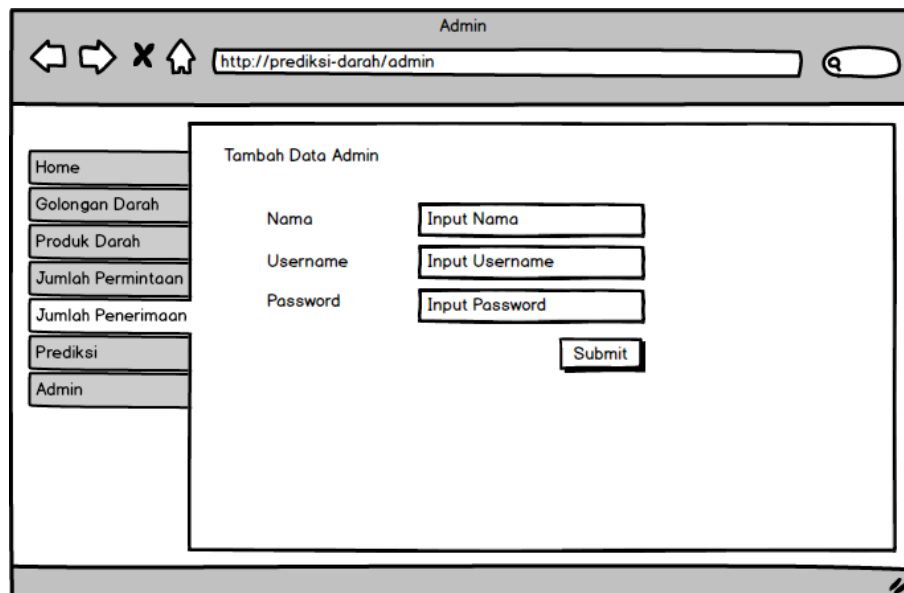 Admin
http://prediksi-darah/admin
Home
Golongan Darah
Produk Darah
Jumlah Permintaan
Jumlah Penerimaan
Prediksi
Admin
Tambah Data Admin
Nama Input Nama
Username Input Username
Password Input Password
Submit